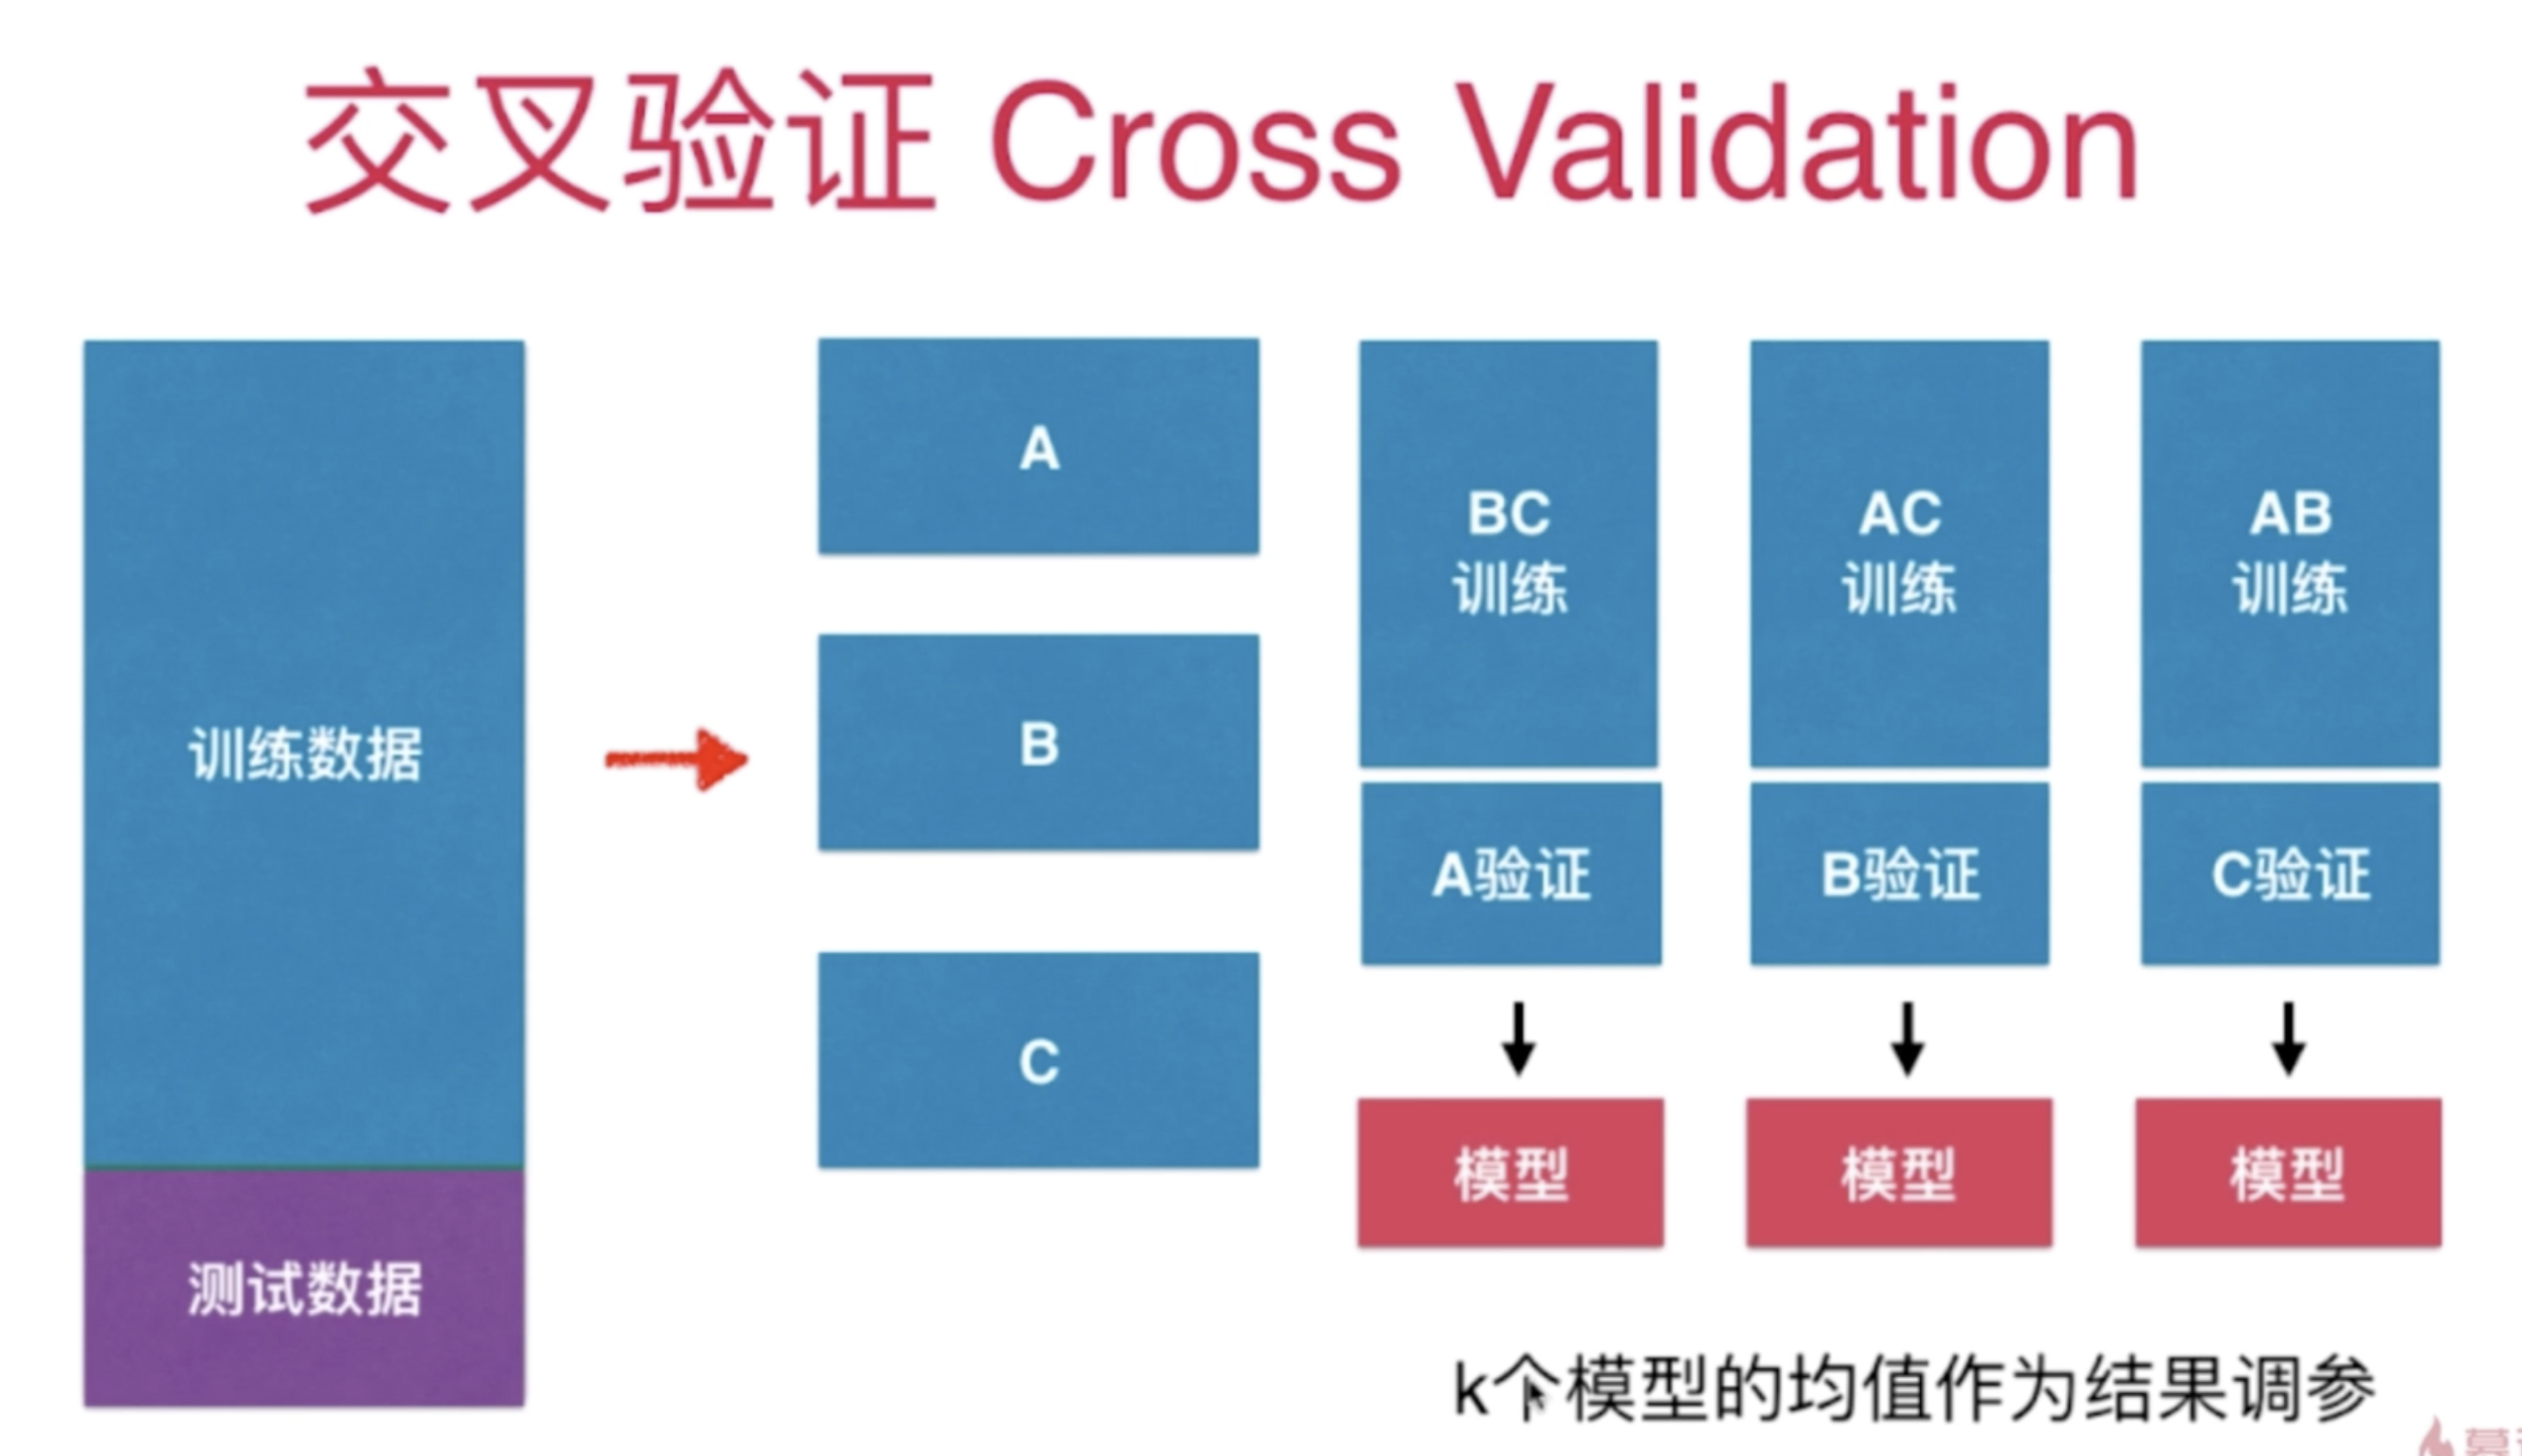 交叉验证 Cross Validation
训练数据
测试数据
A
B
C
BC
训练
A验证
模型
AC
训练
B验证
模型
AB
训练
C验证
模型
k个模型的均值作为结果调参